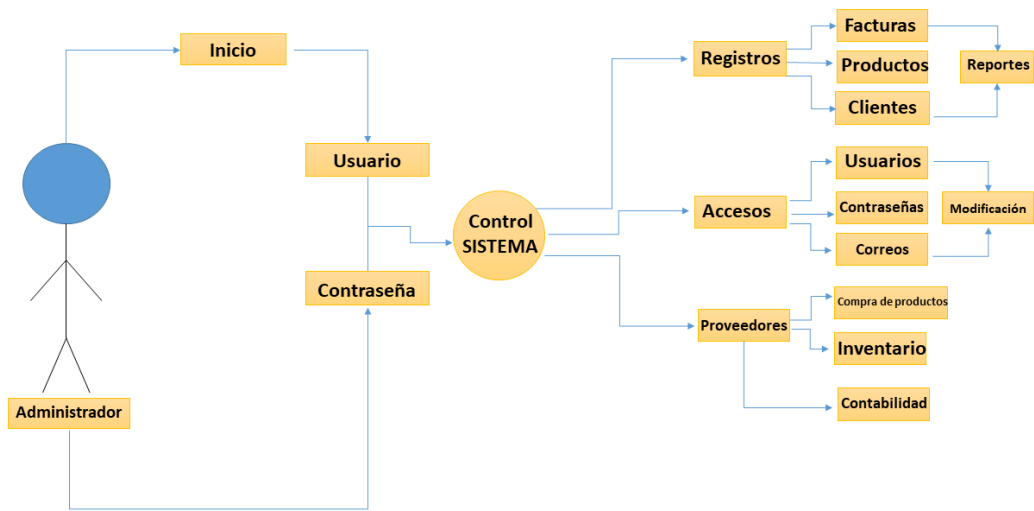 Inicio
Usuario
Contraseña
Administrador
Control
SISTEMA
Registros
Facturas
Productos
Clientes
Reportes
Accesos
Usuarios
Contraseñas
Correos
Modificación
Proveedores
Compra de productos
Inventario
Contabilidad